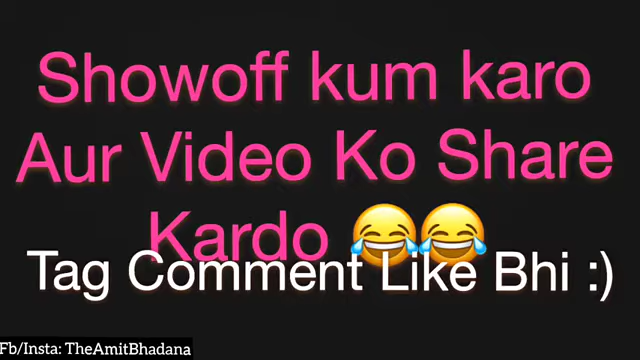 Showoff kum karo
Aur Video Ko Share
Kardo 😂😂
Tag Comment Like Bhi :)
Fb/Insta: TheAmitBhadana